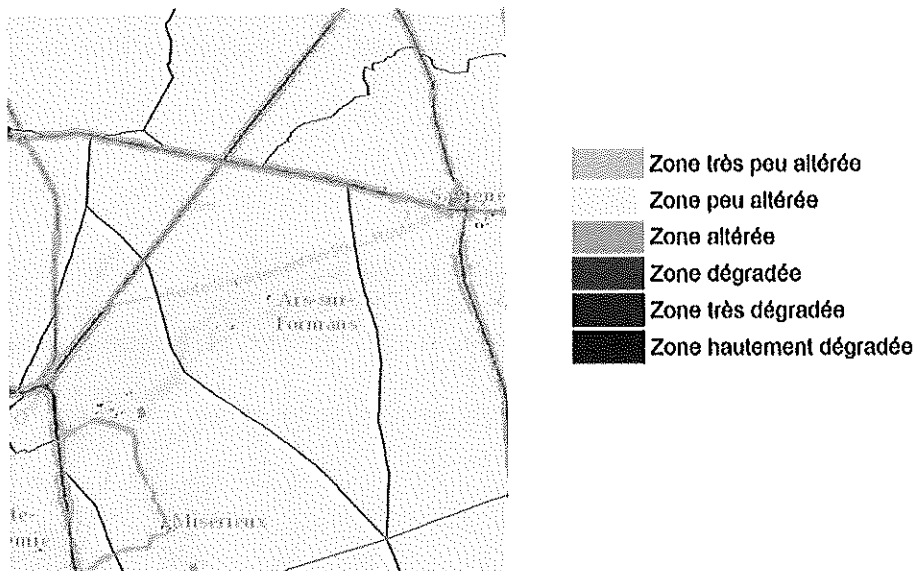 Ars-sur-
Formans
Misérieux
Zone très peu altérée
Zone peu altérée
Zone altérée
Zone dégradée
Zone très dégradée
Zone hautement dégradée